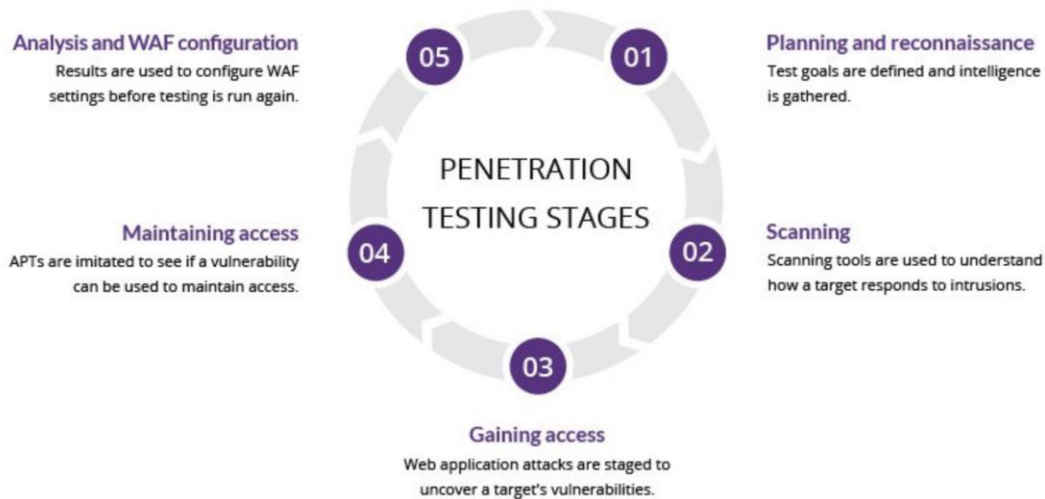 PENETRATION
TESTING STAGES
01
Planning and reconnaissance
Test goals are defined and intelligence
is gathered.
02
Scanning
Scanning tools are used to understand
how a target responds to intrusions.
03
Gaining access
Web application attacks are staged to
uncover a target's vulnerabilities.
04
Maintaining access
APTs are imitated to see if a vulnerability
can be used to maintain access.
05
Analysis and WAF configuration
Results are used to configure WAF
settings before testing is run again.